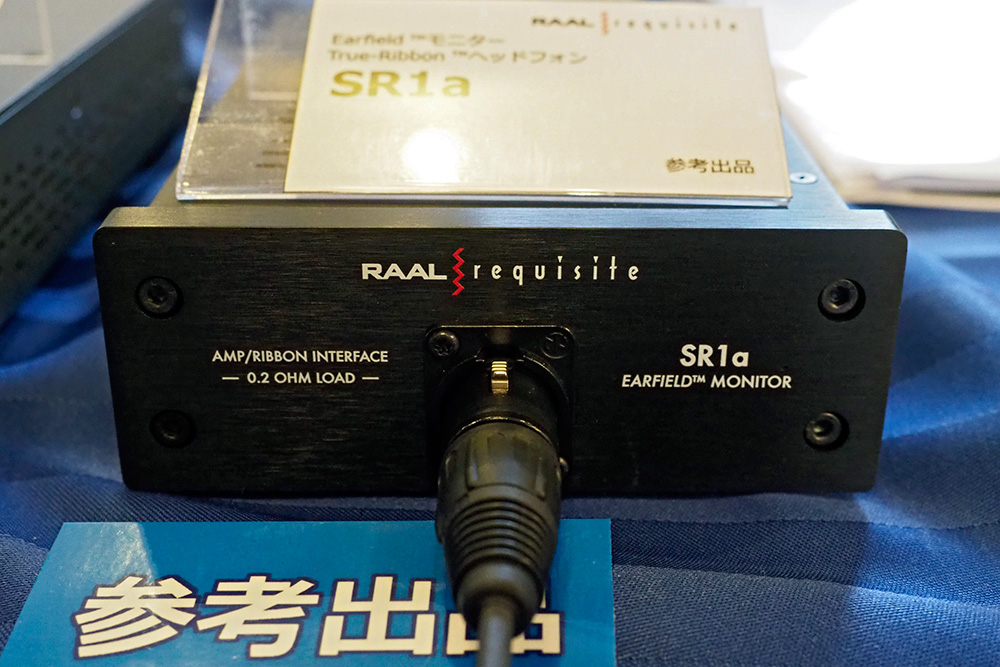 RAAL requisite
Earfield ™モニター
True-Ribbon ™ヘッドフォン
SR1a
参考出品
RAAL requisite
AMP/RIBBON INTERFACE
— 0.2 OHM LOAD —
SR1a
EARFIELD™ MONITOR
参考出品